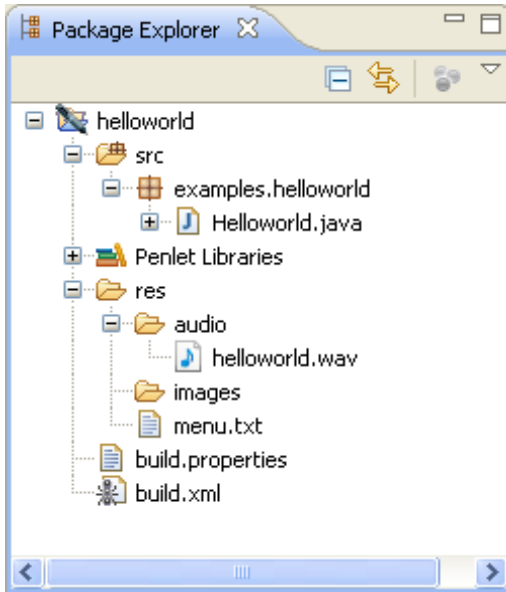 Package Explorer
helloworld
src
examples.helloworld
Helloworld.java
Penlet Libraries
res
audio
helloworld.wav
images
menu.txt
build.properties
build.xml